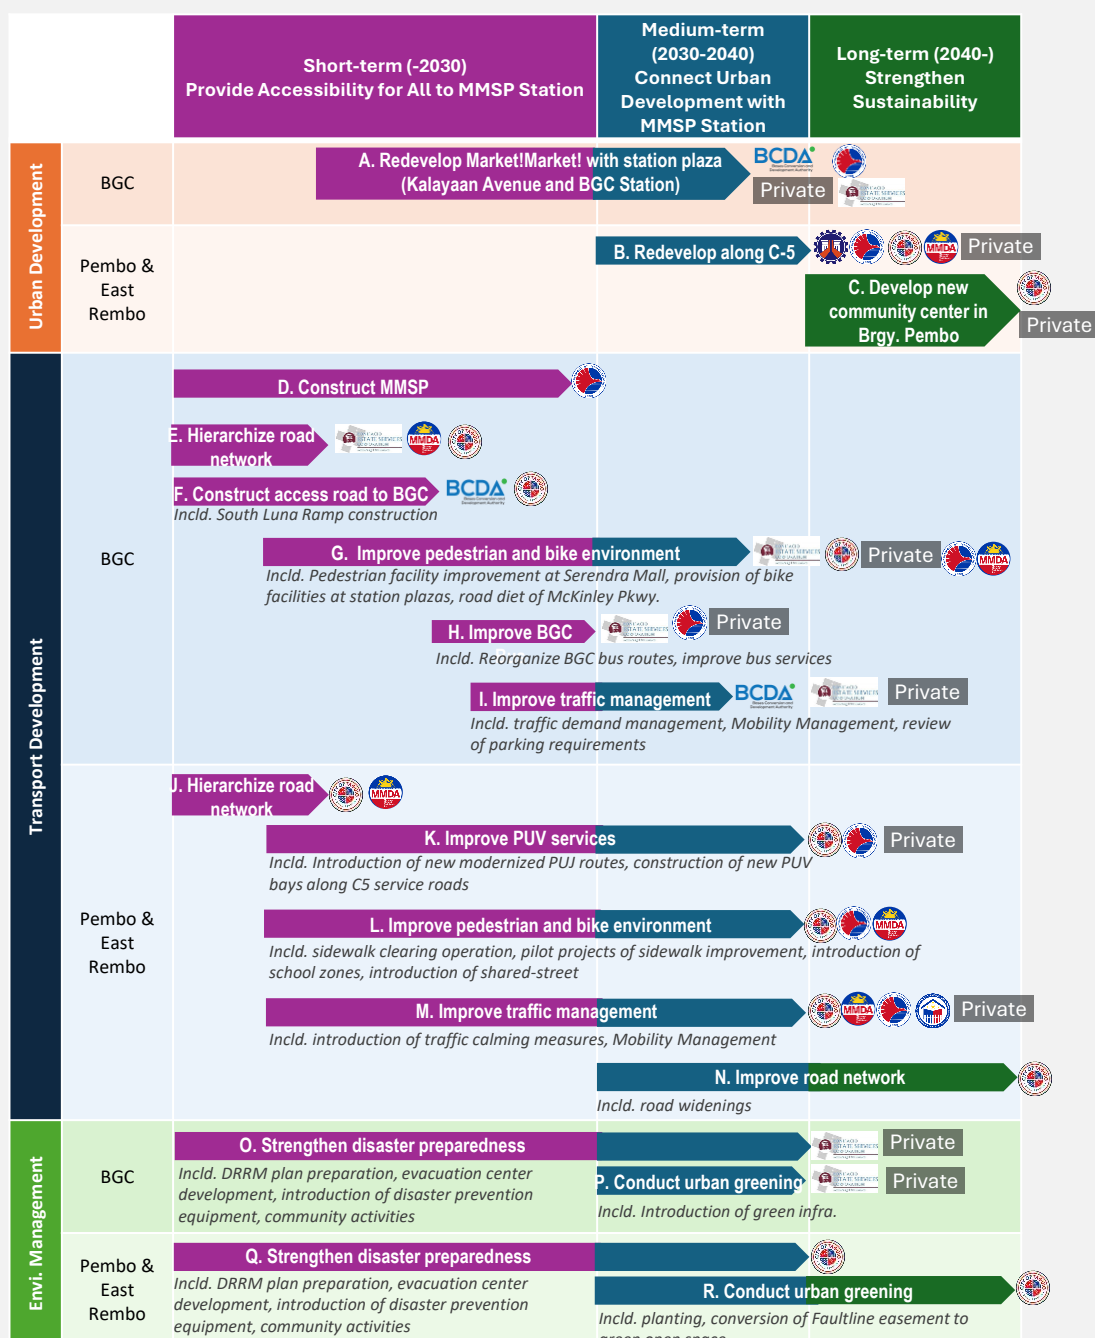 Short-term (-2030)
Provide Accessibility for All to MMSP Station
Medium-term
(2030-2040)
Connect Urban
Development with
MMSP Station
Long-term (2040-)
Strengthen
Sustainability
Urban Development
BGC
A. Redevelop Market!Market! with station plaza
(Kalayaan Avenue and BGC Station)
BCDA
Private
Pembo &
East
Rembo
B. Redevelop along C-5
MMDA
Private
C. Develop new
community center in
Brgy. Pembo
Private
Transport Development
BGC
D. Construct MMSP
E. Hierarchize road
network
MMDA
F. Construct access road to BGC
BCDA
Incld. South Luna Ramp construction
G. Improve pedestrian and bike environment
Private
MMDA
Incld. Pedestrian facility improvement at Serendra Mall, provision of bike
facilities at station plazas, road diet of McKinley Pkwy.
H. Improve BGC
Private
Incld. Reorganize BGC bus routes, improve bus services
I. Improve traffic management
BCDA
Private
Incld. traffic demand management, Mobility Management, review
of parking requirements
Pembo &
East
Rembo
J. Hierarchize road
network
MMDA
K. Improve PUV services
Private
Incld. Introduction of new modernized PUJ routes, construction of new PUV
bays along C5 service roads
L. Improve pedestrian and bike environment
MMDA
Incld. sidewalk clearing operation, pilot projects of sidewalk improvement, introduction of
school zones, introduction of shared-street
M. Improve traffic management
MMDA
Private
Incld. introduction of traffic calming measures, Mobility Management
N. Improve road network
Incld. road widenings
Envi. Management
BGC
O. Strengthen disaster preparedness
Private
Incld. DRRM plan preparation, evacuation center
development, introduction of disaster prevention
equipment, community activities
P. Conduct urban greening
Private
Incld. Introduction of green infra.
Pembo &
East
Rembo
Q. Strengthen disaster preparedness
Incld. DRRM plan preparation, evacuation center
development, introduction of disaster prevention
equipment, community activities
R. Conduct urban greening
Incld. planting, conversion of Faultline easement to